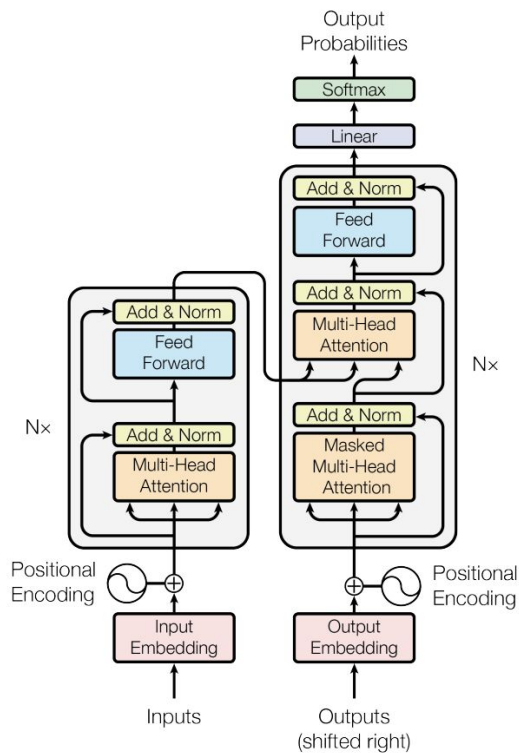 Output
Probabilities
Softmax
Linear
Add & Norm
Feed
Forward
Add & Norm
Multi-Head
Attention
Add & Norm
Masked
Multi-Head
Attention
N×
Add & Norm
Feed
Forward
Add & Norm
Multi-Head
Attention
N×
Positional
Encoding
Positional
Encoding
Input
Embedding
Output
Embedding
Inputs
Outputs
(shifted right)